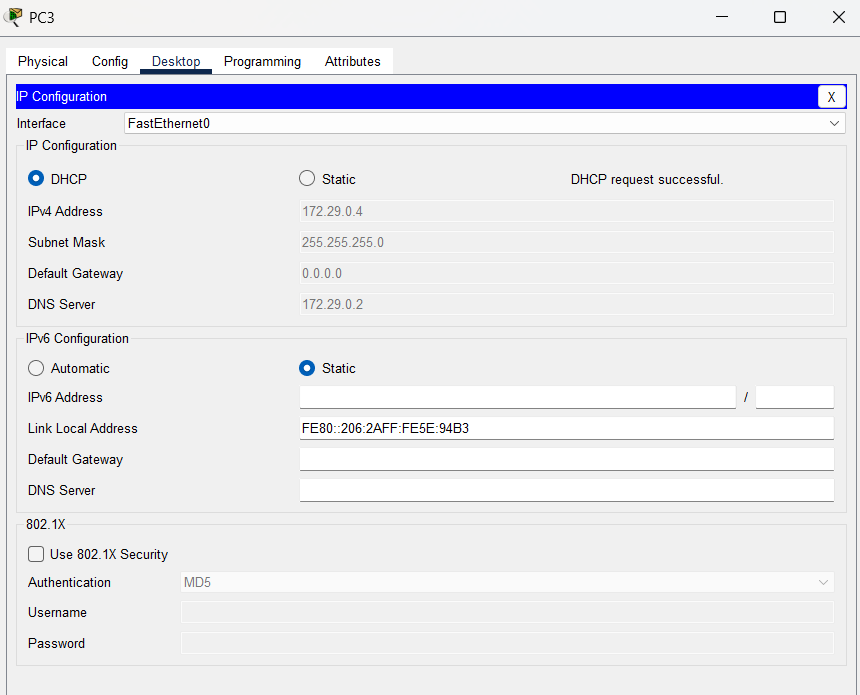 PC3
Physical Config Desktop Programming Attributes
IP Configuration X
Interface FastEthernet0
IP Configuration
DHCP Static DHCP request successful.
IPv4 Address 172.29.0.4
Subnet Mask 255.255.255.0
Default Gateway 0.0.0.0
DNS Server 172.29.0.2
IPv6 Configuration
Automatic Static
IPv6 Address /
Link Local Address FE80::206:2AFF:FE5E:94B3
Default Gateway
DNS Server
802.1X
Use 802.1X Security
Authentication MD5
Username
Password